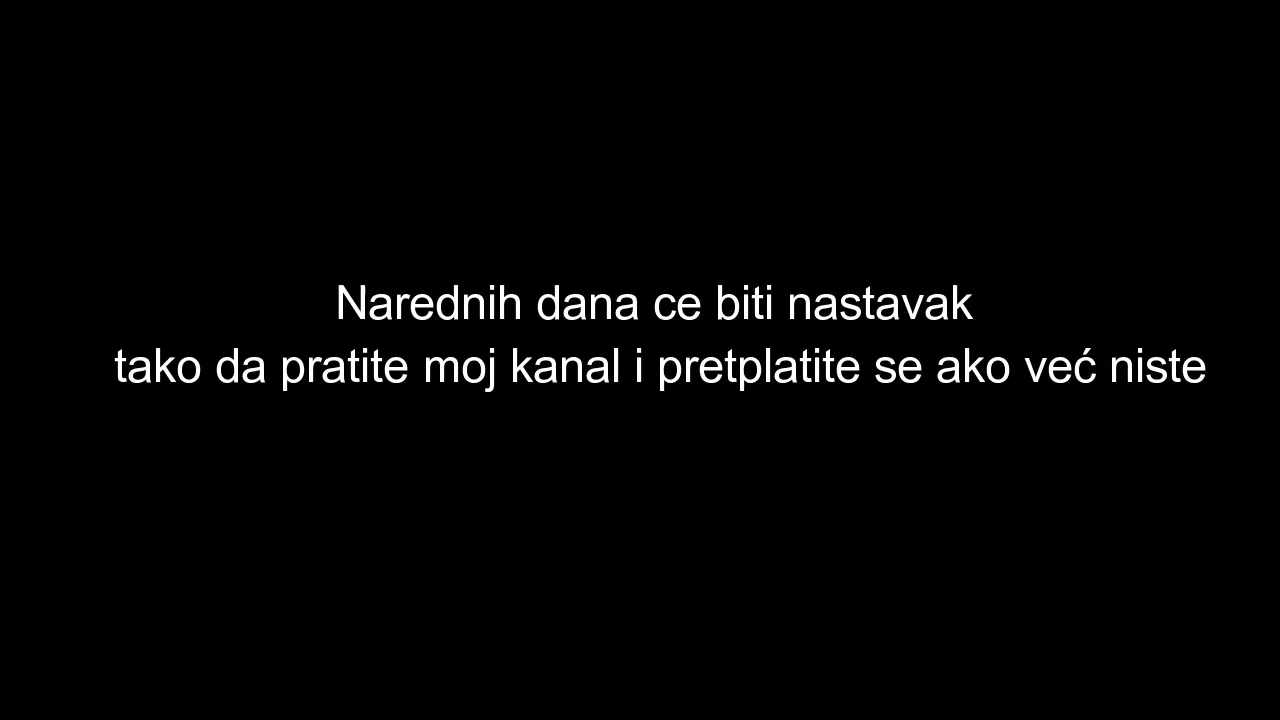 Narednih dana ce biti nastavak
tako da pratite moj kanal i pretplatite se ako već niste